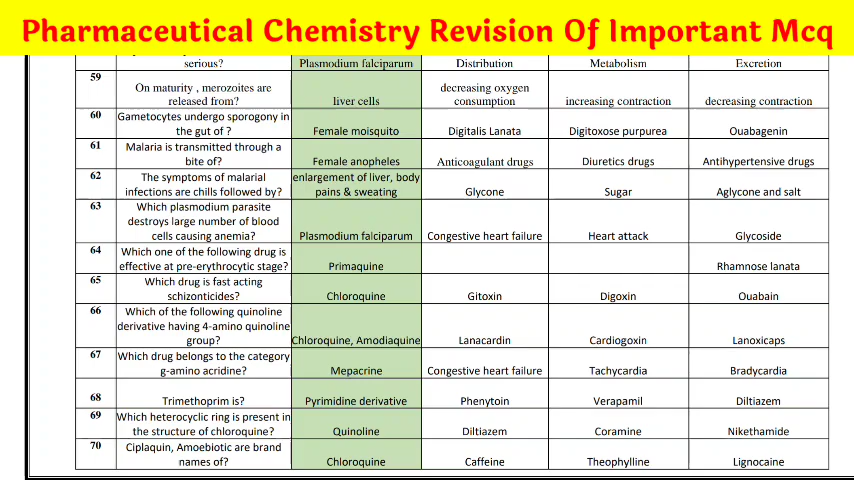 Pharmaceutical Chemistry Revision Of Important Mcq
serious? Plasmodium falciparum Distribution Metabolism Excretion
59
On maturity , merozoites are
released from? liver cells decreasing oxygen
consumption increasing contraction decreasing contraction
60
Gametocytes undergo sporogony in
the gut of ? Female moisquito Digitalis Lanata Digitoxose purpurea Ouabagenin
61
Malaria is transmitted through a
bite of? Female anopheles Anticoagulant drugs Diuretics drugs Antihypertensive drugs
62
The symptoms of malarial
infections are chills followed by? enlargement of liver, body
pains & sweating Glycone Sugar Aglycone and salt
63
Which plasmodium parasite
destroys large number of blood
cells causing anemia? Plasmodium falciparum Congestive heart failure Heart attack Glycoside
64
Which one of the following drug is
effective at pre-erythrocytic stage? Primaquine Rhamnose lanata
65
Which drug is fast acting
schizonticides? Chloroquine Gitoxin Digoxin Ouabain
66
Which of the following quinoline
derivative having 4-amino quinoline
group? Chloroquine, Amodiaquine Lanacardin Cardiogoxin Lanoxicaps
67
Which drug belongs to the category
g-amino acridine? Mepacrine Congestive heart failure Tachycardia Bradycardia
68
Trimethoprim is? Pyrimidine derivative Phenytoin Verapamil Diltiazem
69
Which heterocyclic ring is present in
the structure of chloroquine? Quinoline Diltiazem Coramine Nikethamide
70
Ciplaquin, Amoebiotic are brand
names of? Chloroquine Caffeine Theophylline Lignocaine